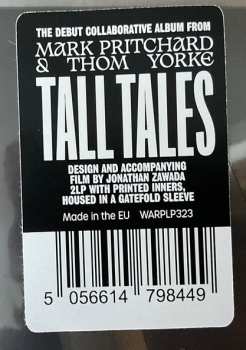 THE DEBUT COLLABORATIVE ALBUM FROM
MARK PRITCHARD
& THOM YORKE
TALL TALES
DESIGN AND ACCOMPANYING
FILM BY JONATHAN ZAWADA
2LP WITH PRINTED INNERS,
HOUSED IN A GATEFOLD SLEEVE
Made in the EU WARPLP323
5 056614 798449